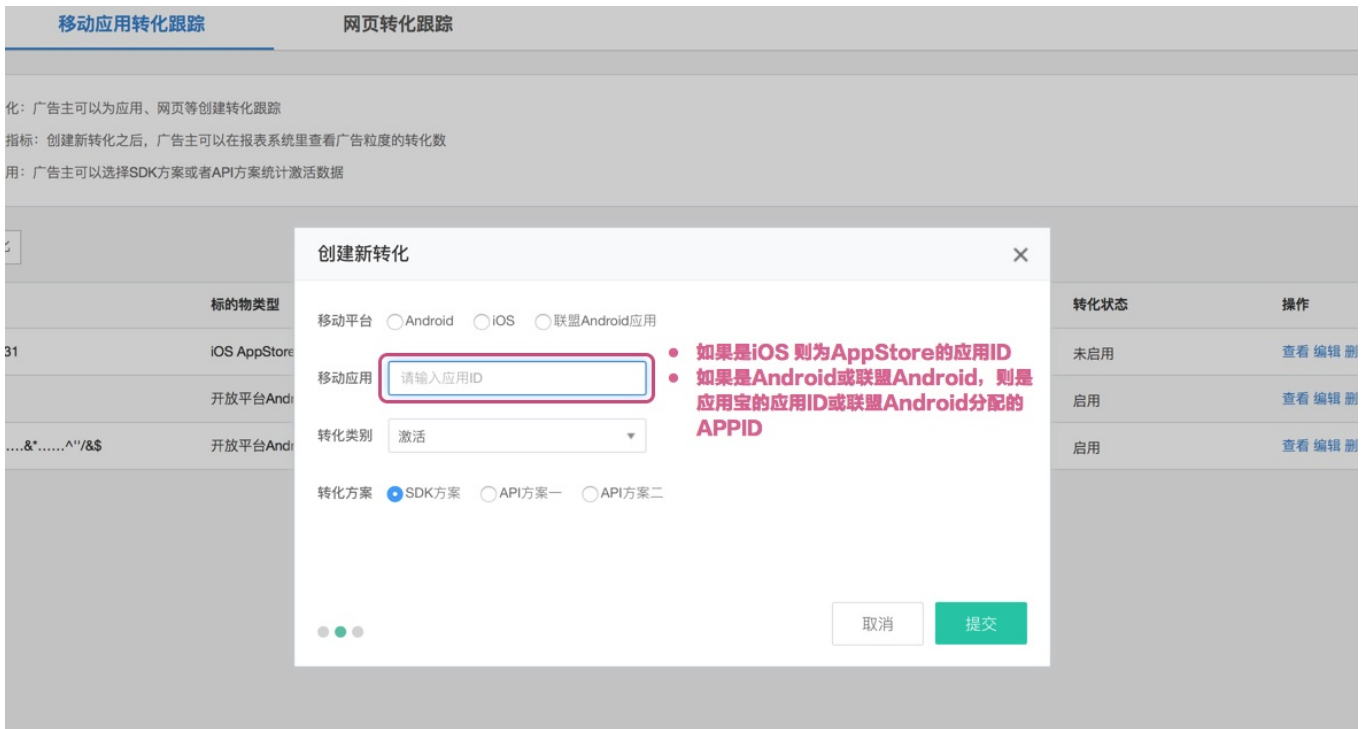 移动应用转化跟踪 网页转化跟踪
化：广告主可以为应用、网页等创建转化跟踪
指标：创建新转化之后，广告主可以在报表系统里查看广告粒度的转化数
用：广告主可以选择SDK方案或者API方案统计激活数据
创建新转化
标的物类型 转化状态 操作
移动平台 Android iOS 联盟Android应用
31 iOS AppStore 未启用 查看 编辑 删
如果是iOS 则为AppStore的应用ID
移动应用 请输入应用ID
如果是Android或联盟Android，则是
应用宝的应用ID或联盟Android分配的
APPID
开放平台Andr 启用 查看 编辑 删
转化类别 激活
....&*......^''/&$ 开放平台Andr 启用 查看 编辑 删
转化方案 SDK方案 API方案一 API方案二
取消 提交